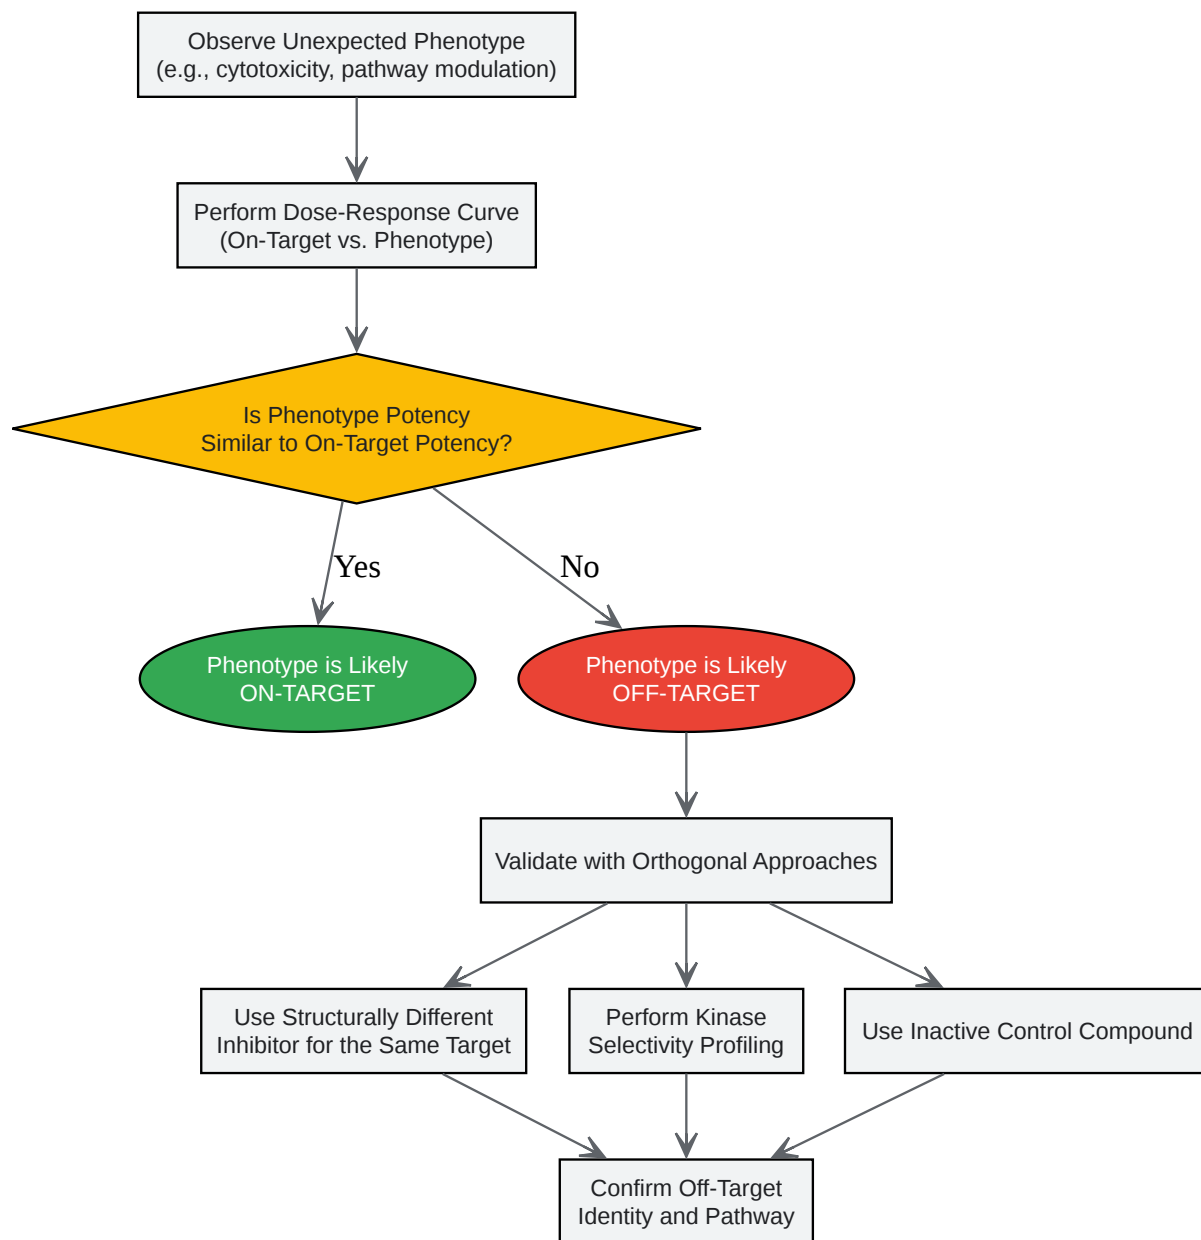 Observe Unexpected Phenotype
(e.g., cytotoxicity, pathway modulation)
Perform Dose-Response Curve
(On-Target vs. Phenotype)
Is Phenotype Potency
Similar to On-Target Potency?
Yes
No
Phenotype is Likely
ON-TARGET
Phenotype is Likely
OFF-TARGET
Validate with Orthogonal Approaches
Use Structurally Different
Inhibitor for the Same Target
Perform Kinase
Selectivity Profiling
Use Inactive Control Compound
Confirm Off-Target
Identity and Pathway